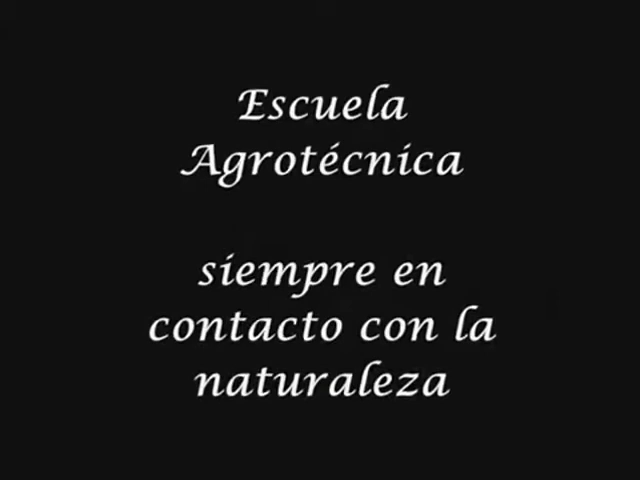 Escuela
Agrotécnica
siempre en
contacto con la
naturaleza